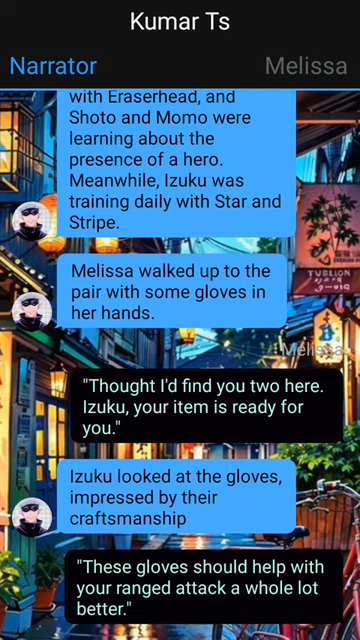 Kumar Ts
Narrator
Melissa
with Eraserhead, and
Shoto and Momo were
learning about the
presence of a hero.
Meanwhile, Izuku was
training daily with Star and
Stripe.
Melissa walked up to the
pair with some gloves in
her hands.
Melissa
"Thought I'd find you two here.
Izuku, your item is ready for
you."
Izuku looked at the gloves,
impressed by their
craftsmanship
"These gloves should help with
your ranged attack a whole lot
better."